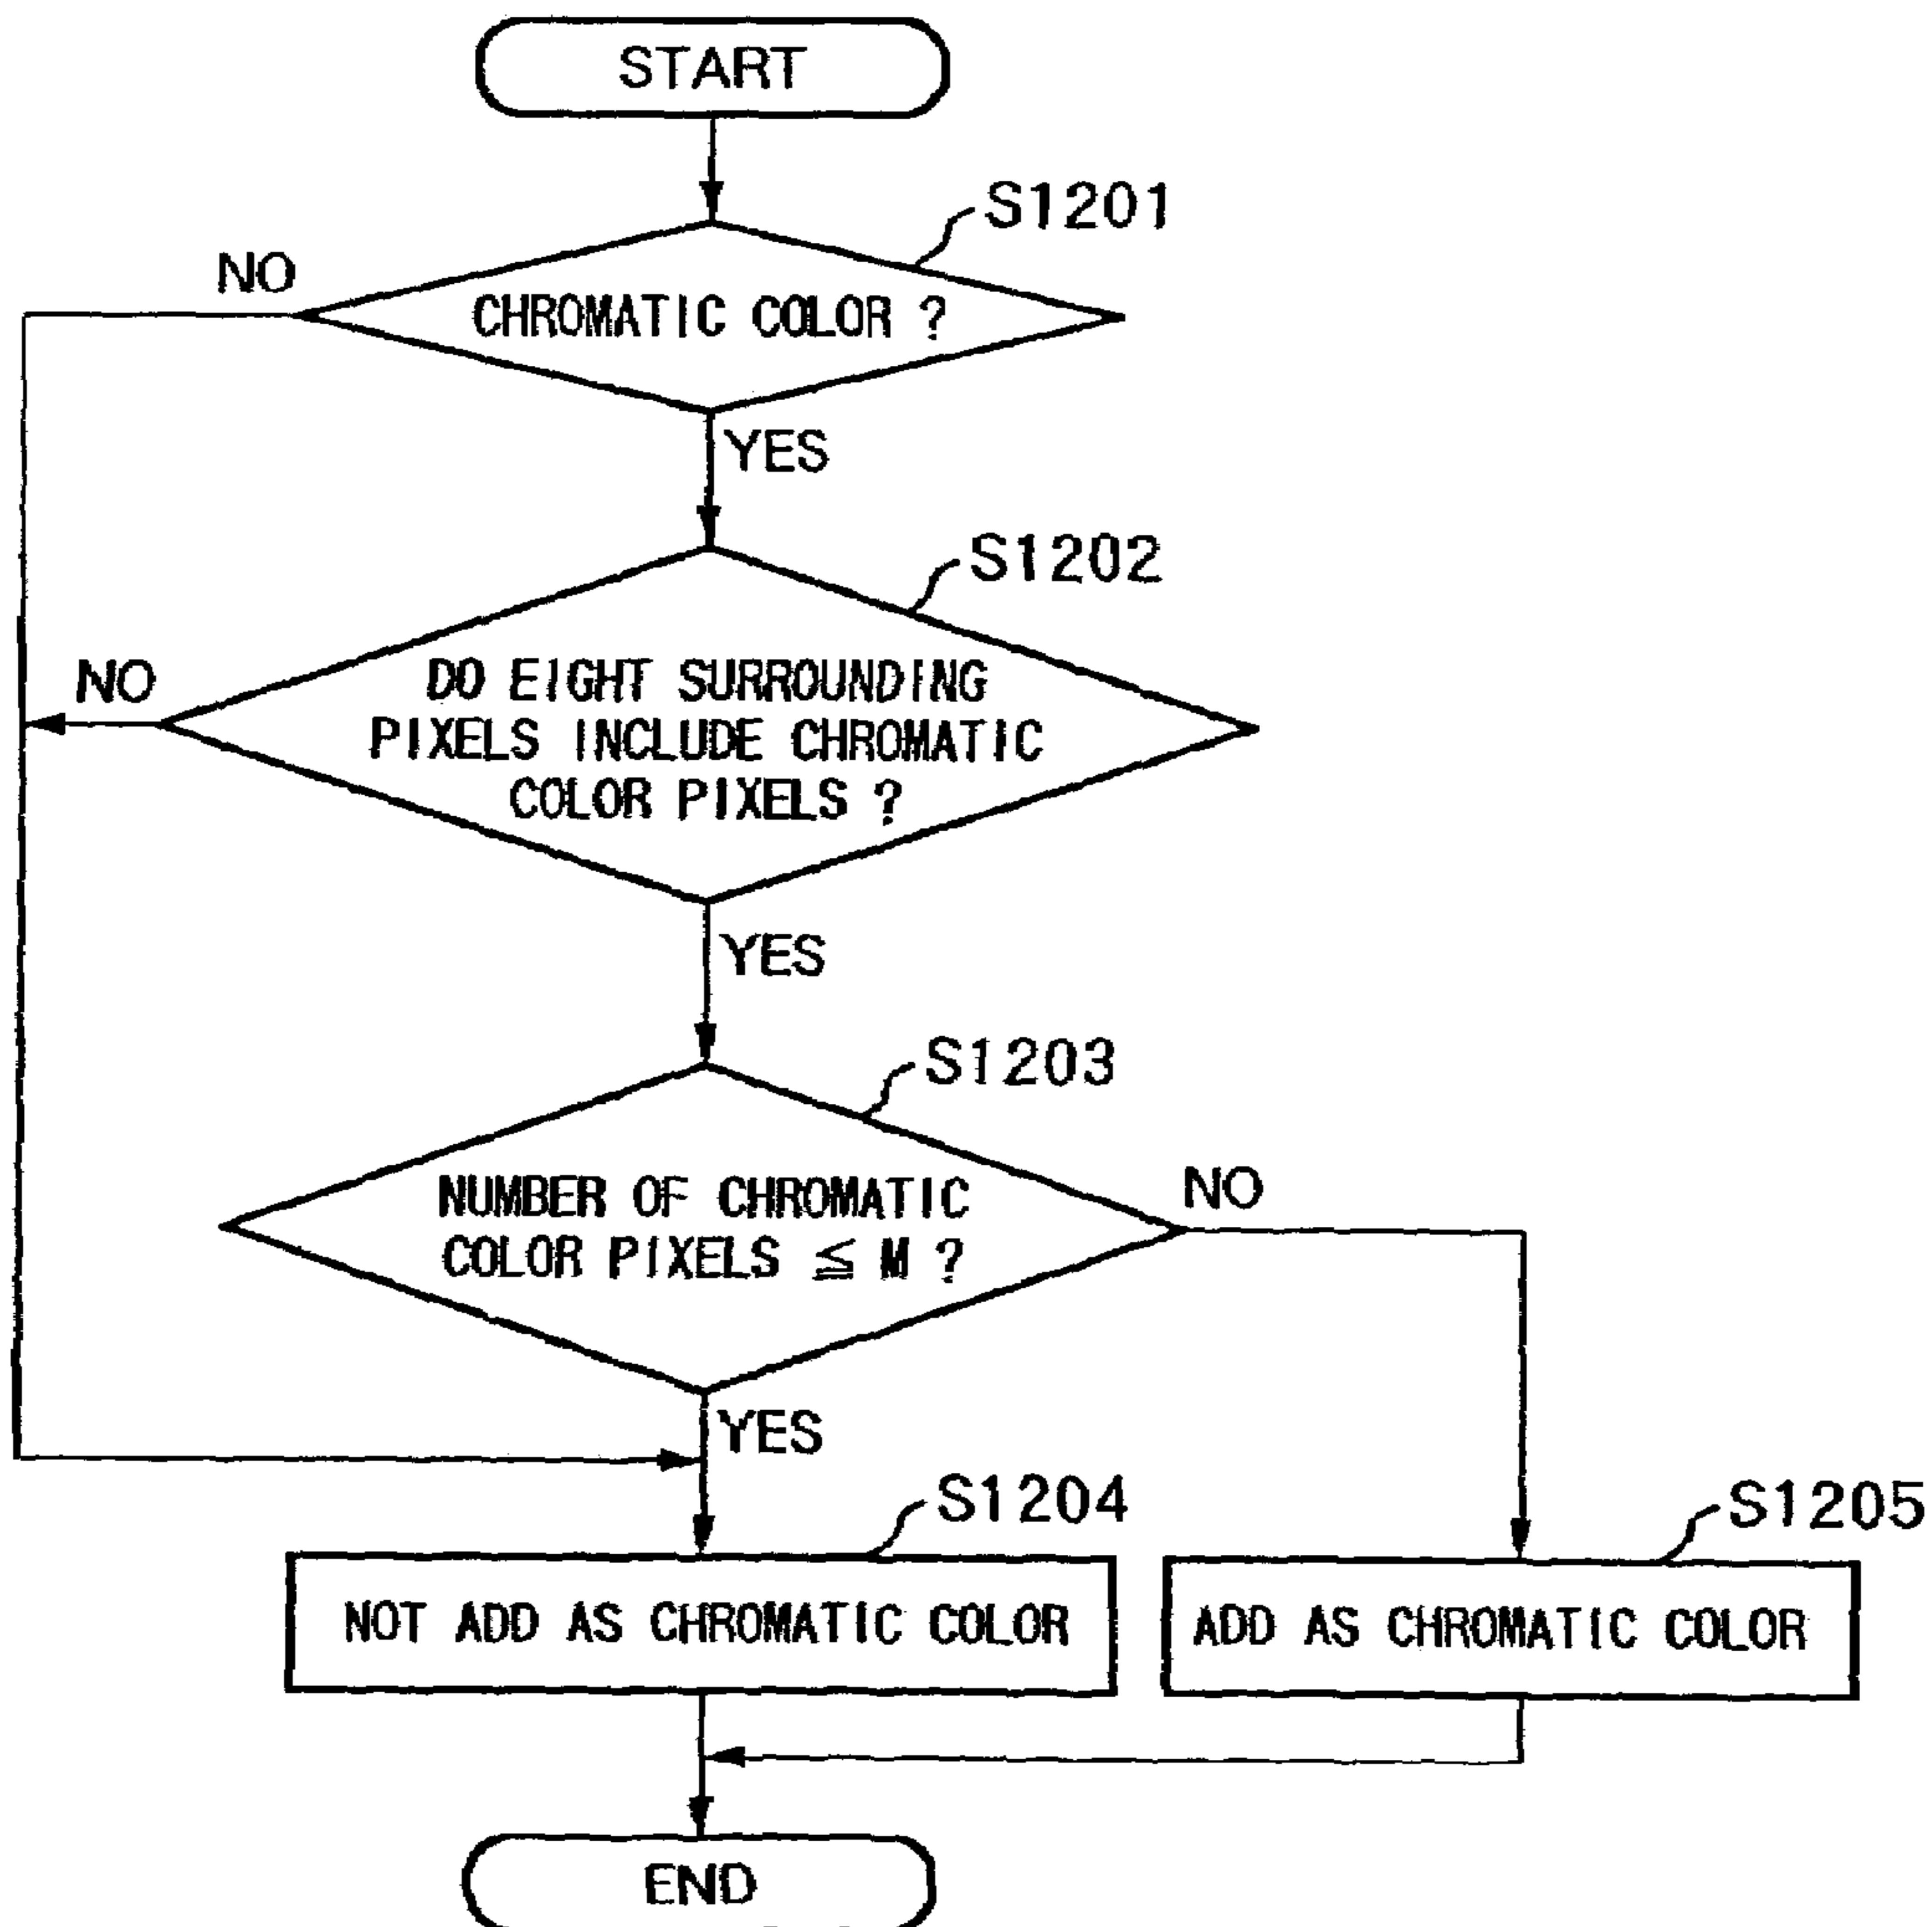 START
S1201
NO
CHROMATIC COLOR ?
YES
S1202
NO
DO EIGHT SURROUNDING
PIXELS INCLUDE CHROMATIC
COLOR PIXELS ?
YES
S1203
NUMBER OF CHROMATIC
COLOR PIXELS ≦ M ?
NO
YES
S1204
S1205
NOT ADD AS CHROMATIC COLOR
ADD AS CHROMATIC COLOR
END